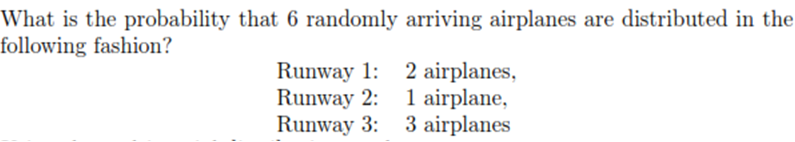 What is the probability that 6 randomly arriving airplanes are distributed in the
following fashion?
Runway 1: 2 airplanes,
Runway 2: 1 airplane,
Runway 3: 3 airplanes